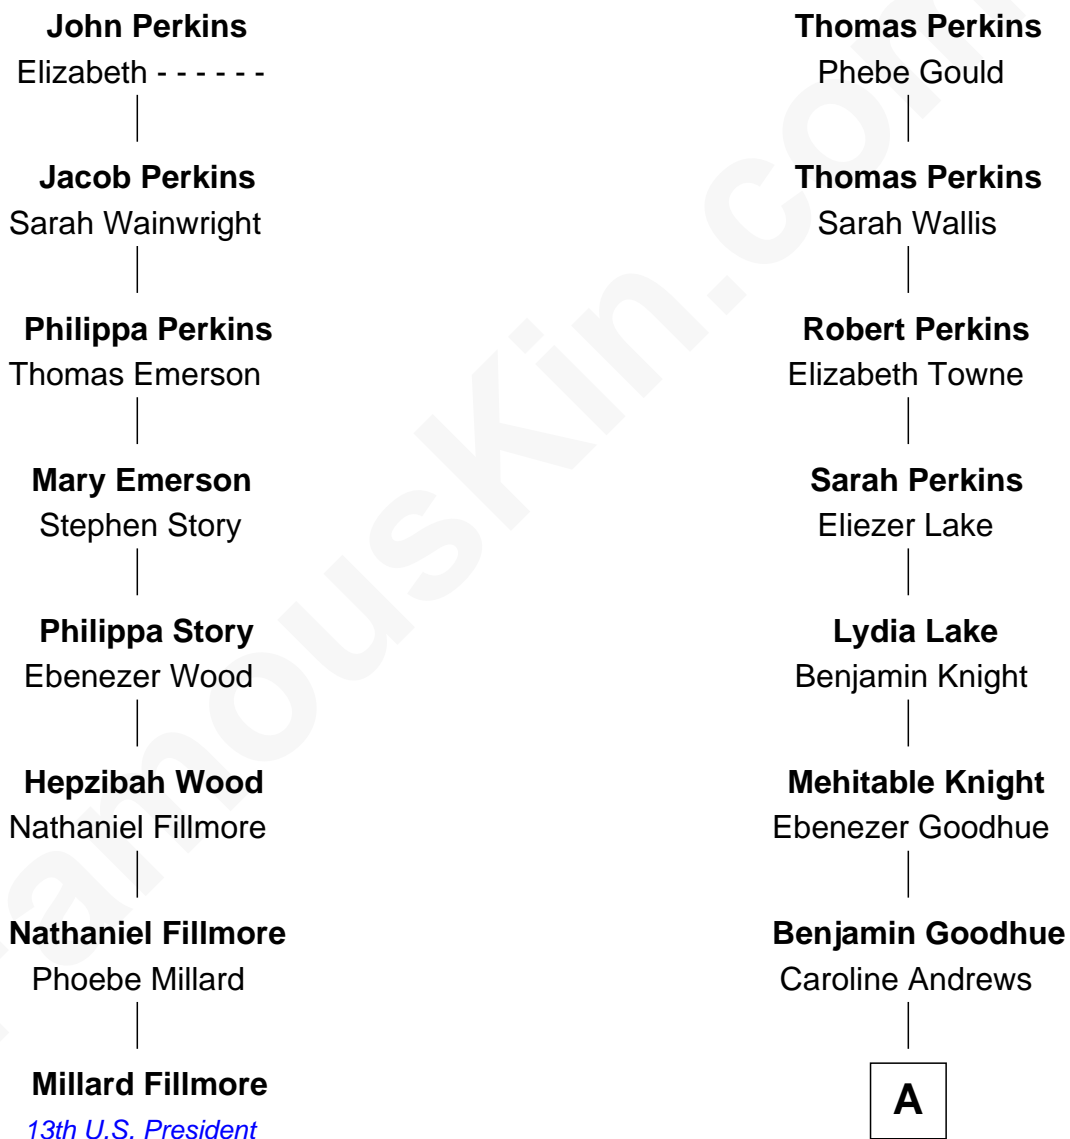 John Perkins
Elizabeth - - - - - -
Jacob Perkins
Sarah Wainwright
Philippa Perkins
Thomas Emerson
Mary Emerson
Stephen Story
Philippa Story
Ebenezer Wood
Hepzibah Wood
Nathaniel Fillmore
Nathaniel Fillmore
Phoebe Millard
Millard Fillmore
13th U.S. President
Thomas Perkins
Phebe Gould
Thomas Perkins
Sarah Wallis
Robert Perkins
Elizabeth Towne
Sarah Perkins
Eliezer Lake
Lydia Lake
Benjamin Knight
Mehitable Knight
Ebenezer Goodhue
Benjamin Goodhue
Caroline Andrews
A
FamousKin.com